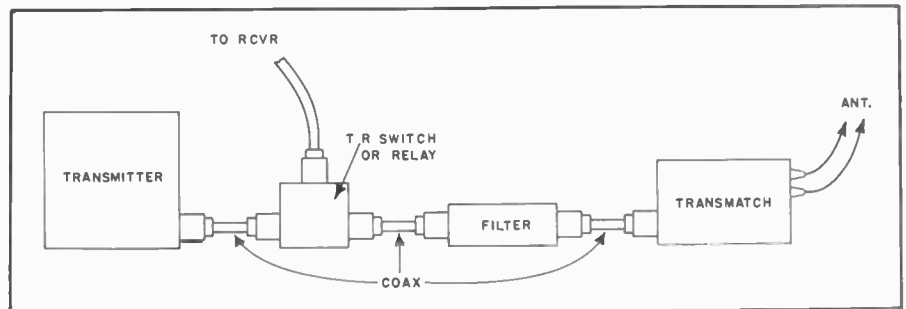 TO RCVR
ANT.
T R SWITCH
OR RELAY
TRANSMITTER
TRANSMATCH
FILTER
COAX